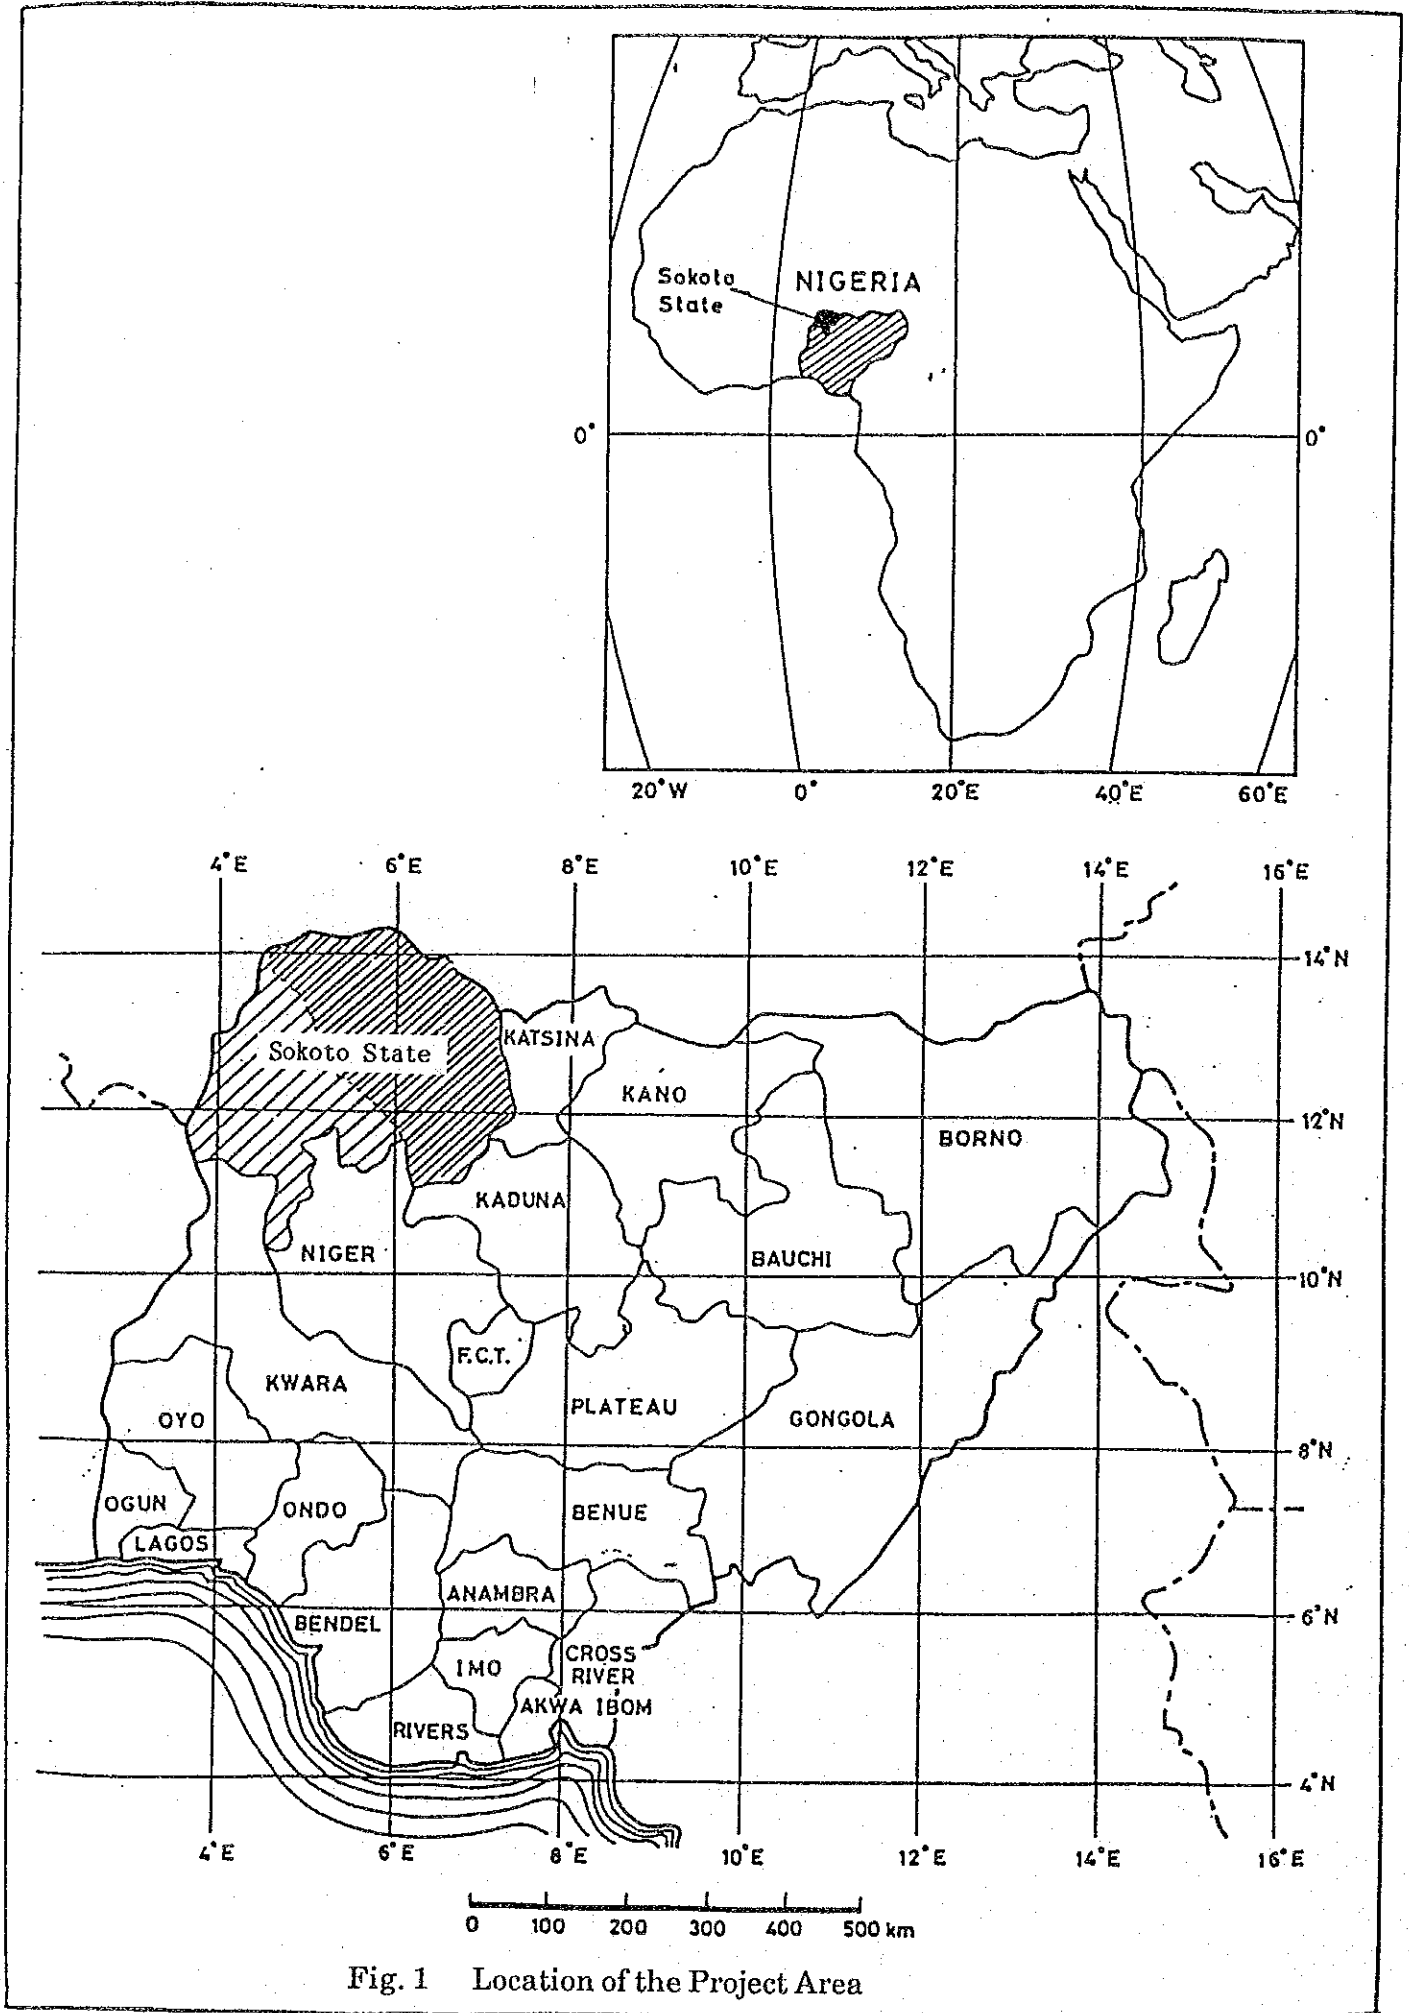 Sokoto
State
NIGERIA
0°
0°
20°W 0° 20°E 40°E 60°E
4°E 6°E 8°E 10°E 12°E 14°E 16°E
14°N
KATSINA
Sokoto State
KANO
12°N
BORNO
KADUNA
NIGER
BAUCHI
10°N
F.C.T.
KWARA
PLATEAU
OYO
GONGOLA
8°N
OGUN
ONDO
BENUE
LAGOS
ANAMBRA
6°N
BENDEL
CROSS
RIVER
IMO
AKWA IBOM
RIVERS
4°N
4°E 6°E 8°E 10°E 12°E 14°E 16°E
0 100 200 300 400 500 km
Fig. 1 Location of the Project Area